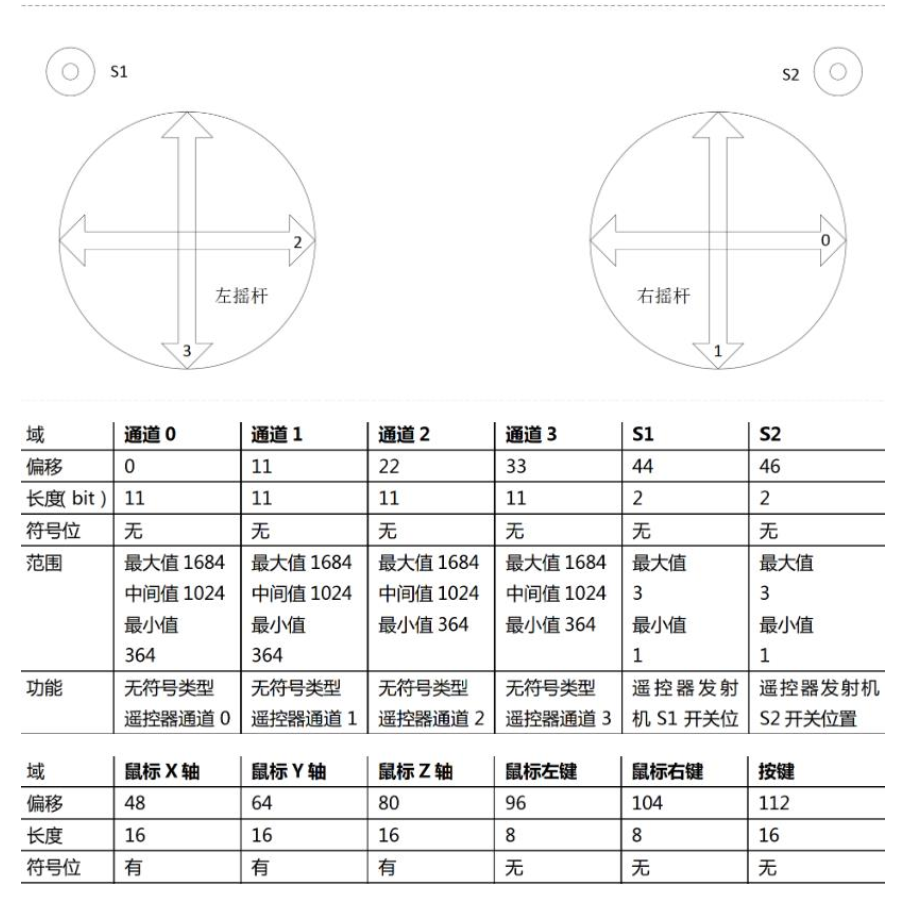 S1
S2
2
0
左摇杆
右摇杆
3
1
域 通道 0 通道 1 通道 2 通道 3 S1 S2
偏移 0 11 22 33 44 46
长度( bit ) 11 11 11 11 2 2
符号位 无 无 无 无 无 无
范围 最大值 1684 最大值 1684 最大值 1684 最大值 1684 最大值 最大值
中间值 1024 中间值 1024 中间值 1024 中间值 1024 3 3
最小值 最小值 最小值 364 最小值 364 最小值 最小值
364 364 1 1
功能 无符号类型 无符号类型 无符号类型 无符号类型 遥控器发射 遥控器发射机
遥控器通道 0 遥控器通道 1 遥控器通道 2 遥控器通道 3 机 S1 开关位 S2 开关位置
域 鼠标 X 轴 鼠标 Y 轴 鼠标 Z 轴 鼠标左键 鼠标右键 按键
偏移 48 64 80 96 104 112
长度 16 16 16 8 8 16
符号位 有 有 有 无 无 无